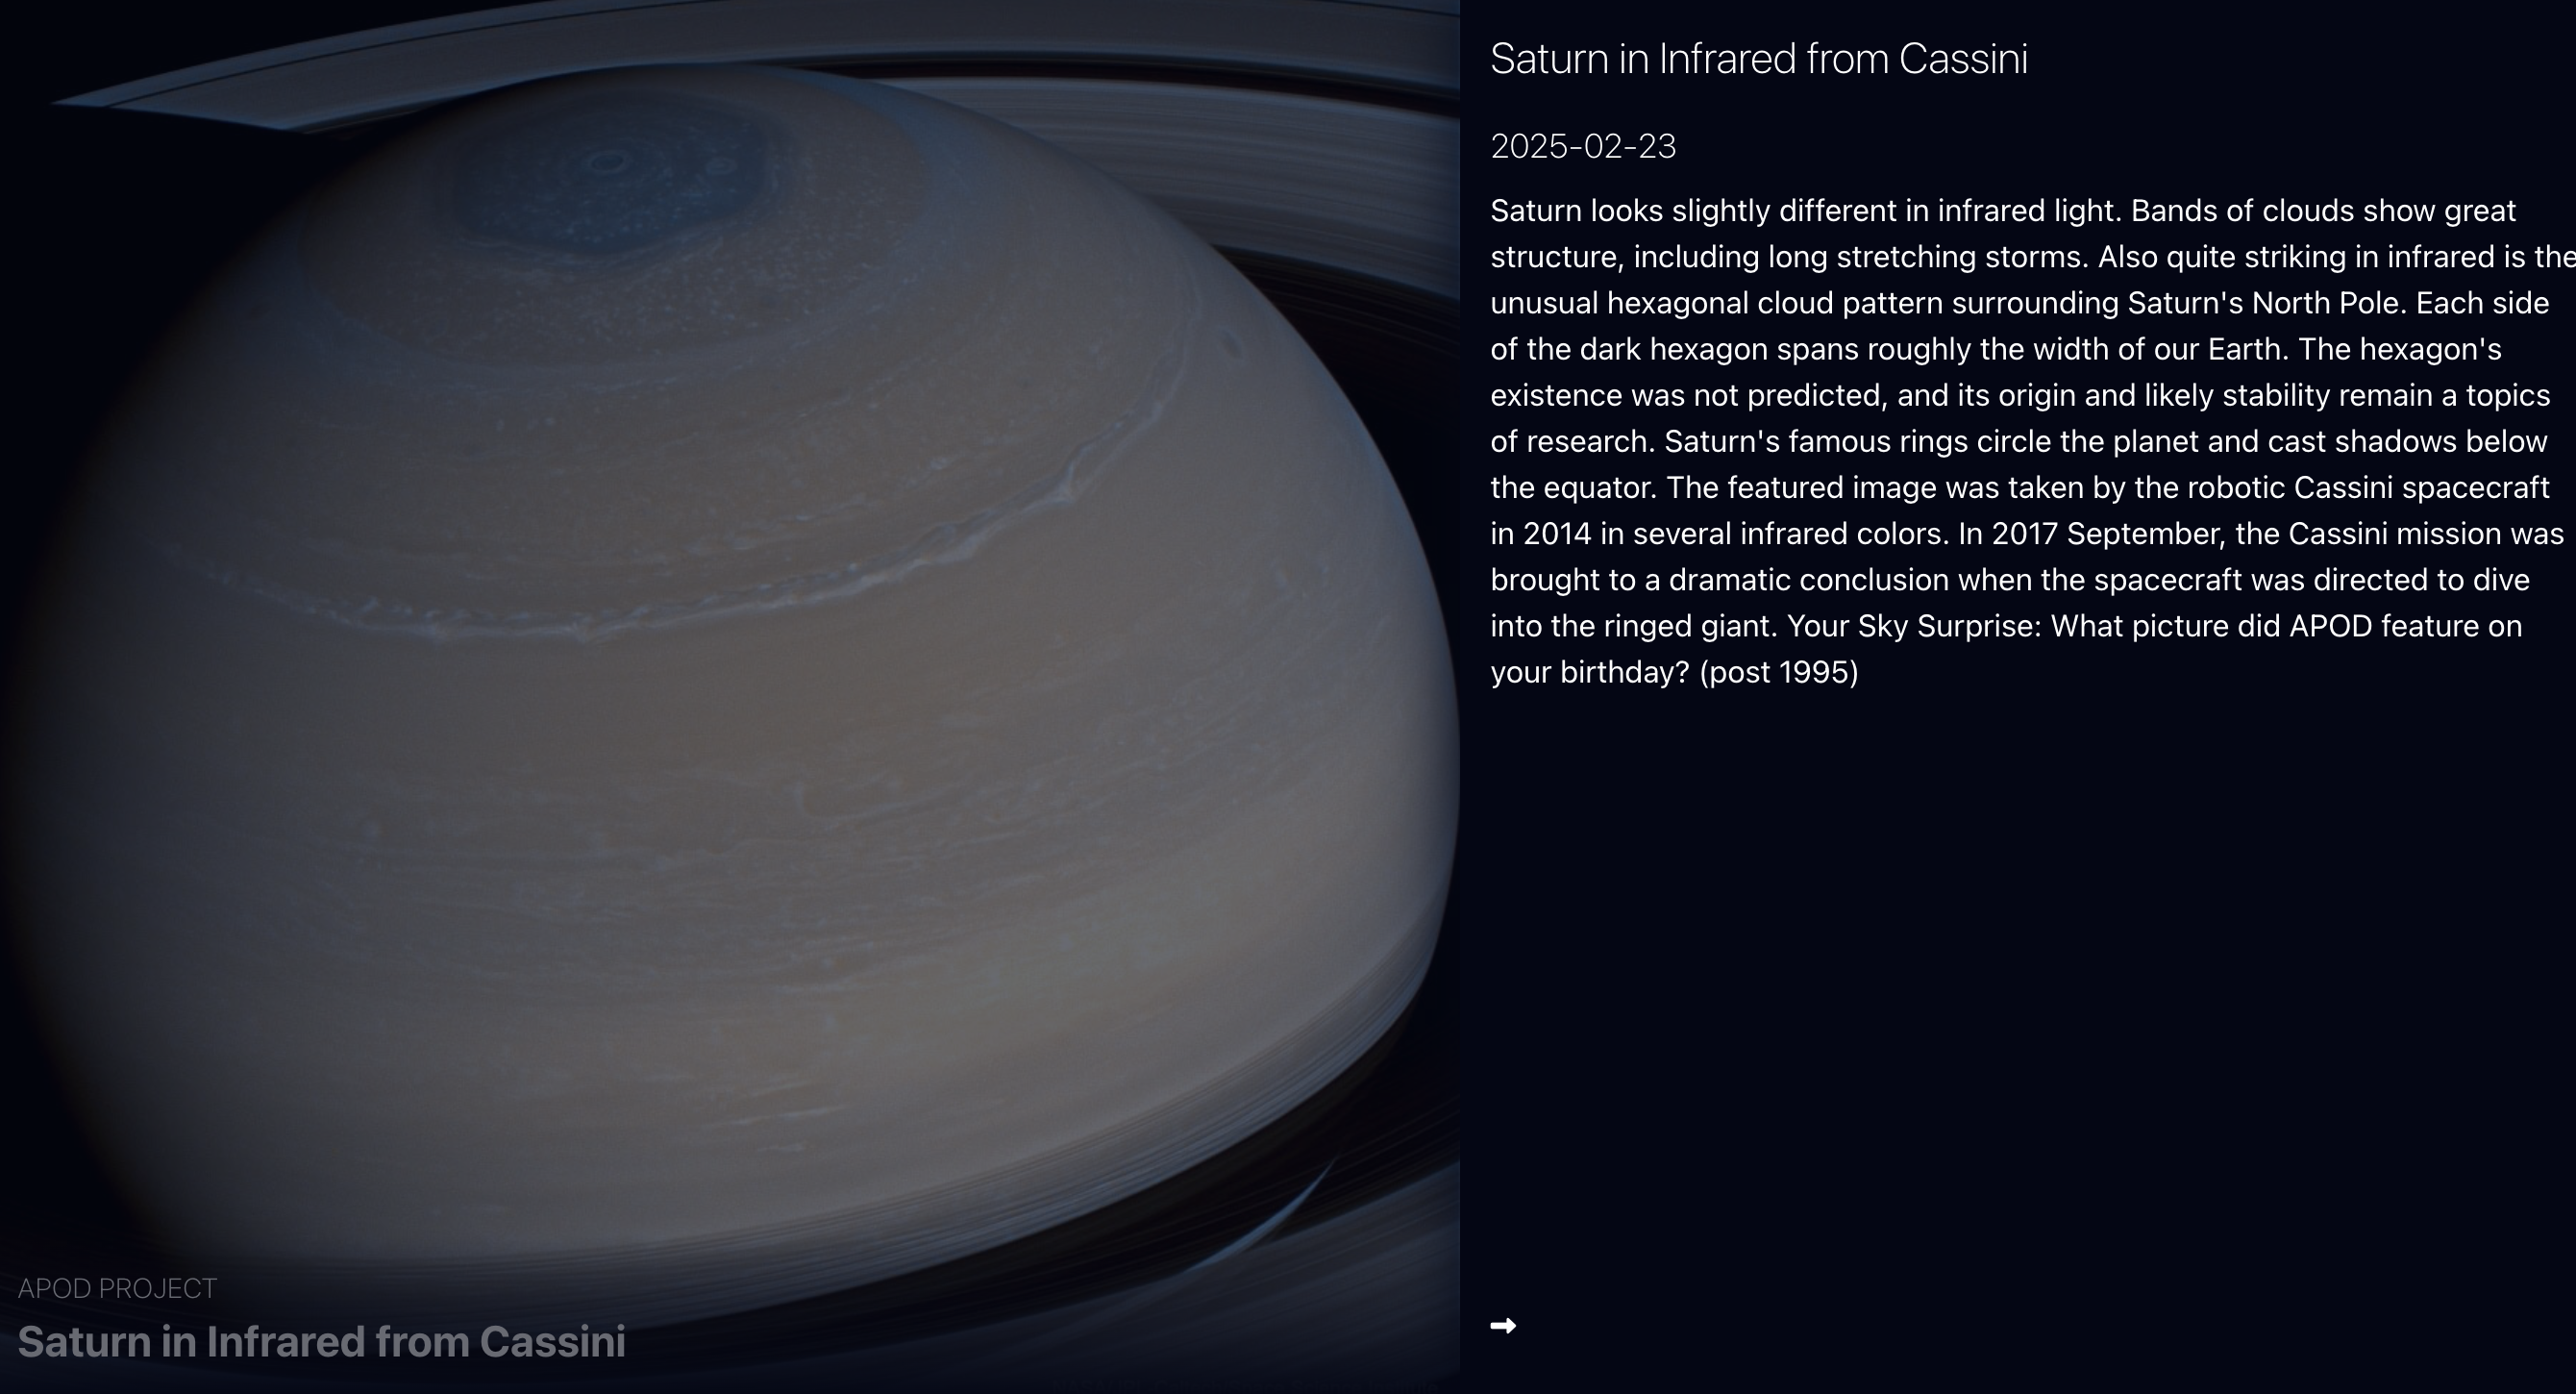 Saturn in Infrared from Cassini
2025-02-23
Saturn looks slightly different in infrared light. Bands of clouds show great
structure, including long stretching storms. Also quite striking in infrared is the
unusual hexagonal cloud pattern surrounding Saturn's North Pole. Each side
of the dark hexagon spans roughly the width of our Earth. The hexagon's
existence was not predicted, and its origin and likely stability remain a topics
of research. Saturn's famous rings circle the planet and cast shadows below
the equator. The featured image was taken by the robotic Cassini spacecraft
in 2014 in several infrared colors. In 2017 September, the Cassini mission was
brought to a dramatic conclusion when the spacecraft was directed to dive
into the ringed giant. Your Sky Surprise: What picture did APOD feature on
your birthday? (post 1995)
APOD PROJECT
Saturn in Infrared from Cassini